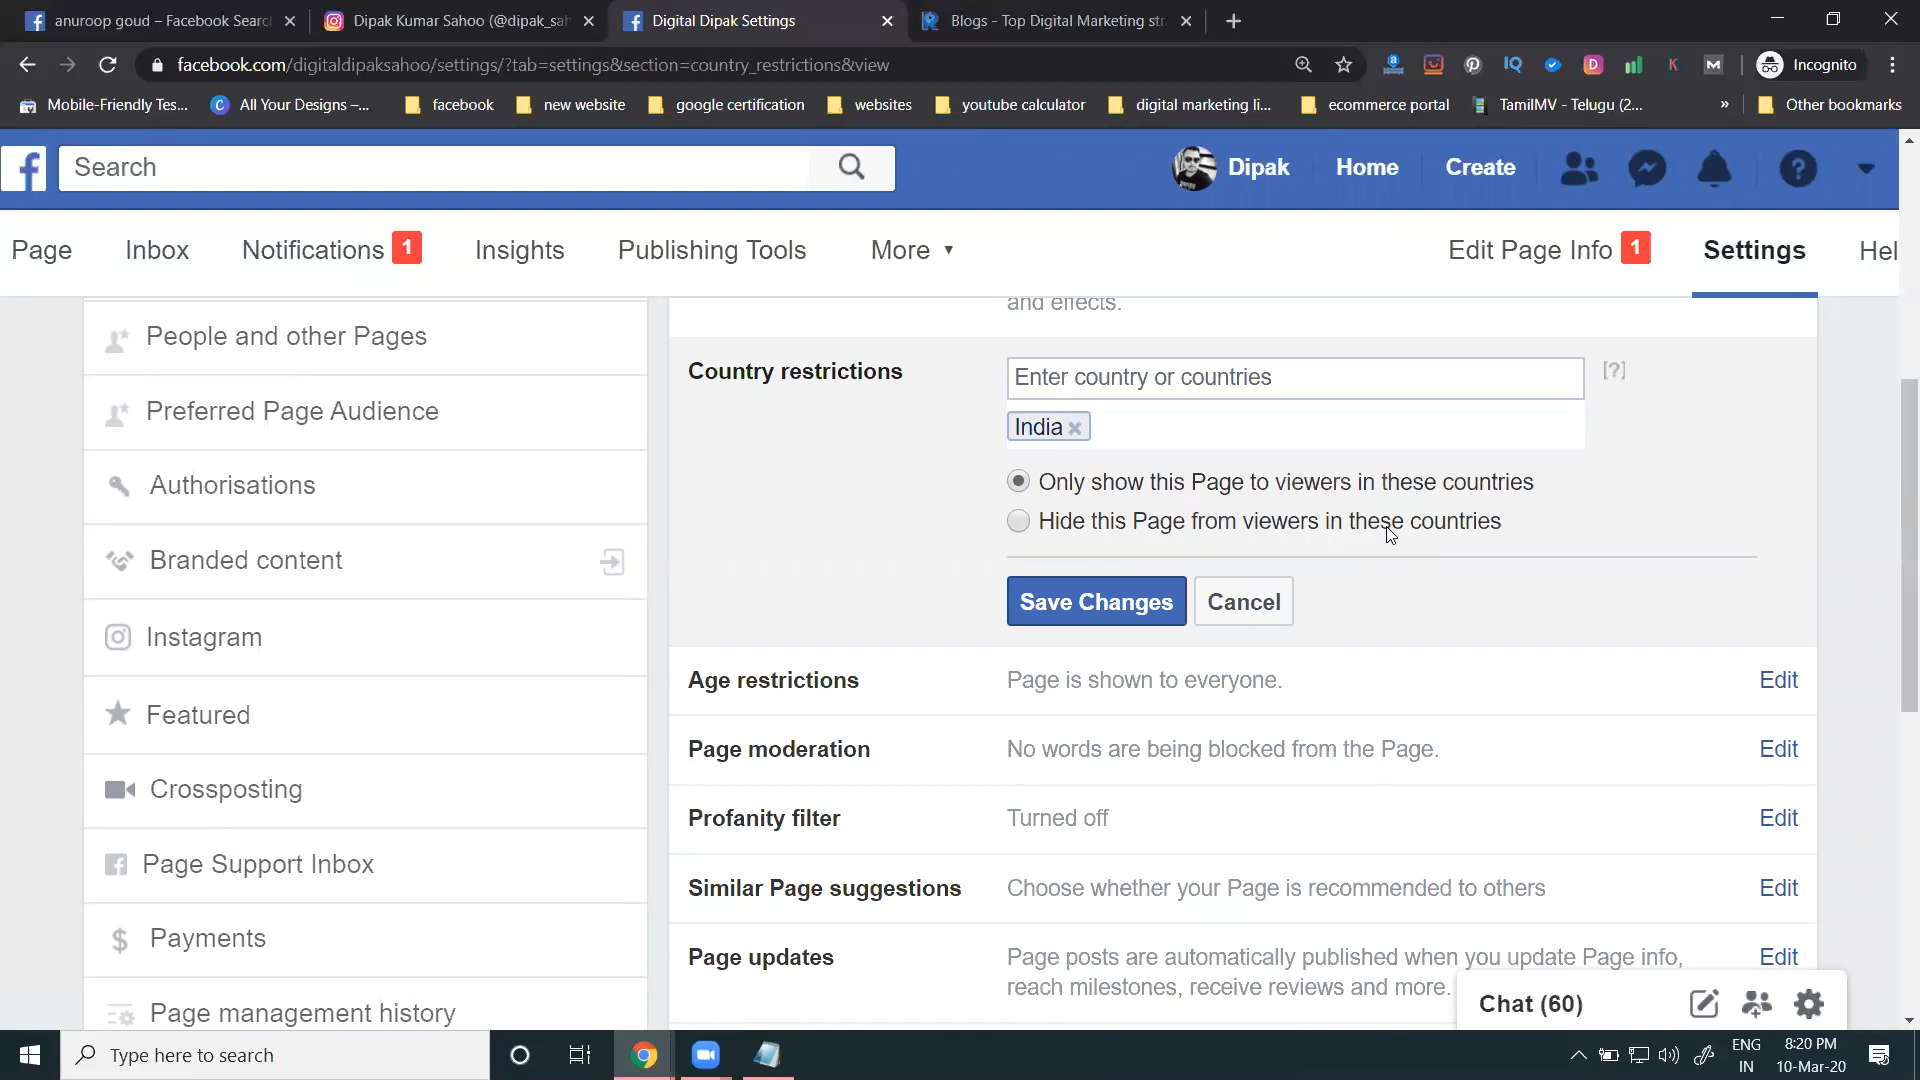 anuroop goud – Facebook Searc
Dipak Kumar Sahoo (@dipak_sah
Digital Dipak Settings
Blogs - Top Digital Marketing str
facebook.com/digitaldipaksahoo/settings/?tab=settings&section=country_restrictions&view
Incognito
Mobile-Friendly Tes...
All Your Designs –...
facebook
new website
google certification
websites
youtube calculator
digital marketing li...
ecommerce portal
TamilMV - Telugu (2...
»
Other bookmarks
Search
Dipak
Home
Create
Page
Inbox
Notifications 1
Insights
Publishing Tools
More
Edit Page Info 1
Settings
Hel
People and other Pages
Preferred Page Audience
Authorisations
Branded content
Instagram
Featured
Crossposting
Page Support Inbox
Payments
Page management history
and effects.
Country restrictions
Enter country or countries
[?]
India
Only show this Page to viewers in these countries
Hide this Page from viewers in these countries
Save Changes
Cancel
Age restrictions
Page is shown to everyone.
Edit
Page moderation
No words are being blocked from the Page.
Edit
Profanity filter
Turned off
Edit
Similar Page suggestions
Choose whether your Page is recommended to others
Edit
Page updates
Page posts are automatically published when you update Page info,
reach milestones, receive reviews and more.
Edit
Chat (60)
Type here to search
ENG
IN
8:20 PM
10-Mar-20